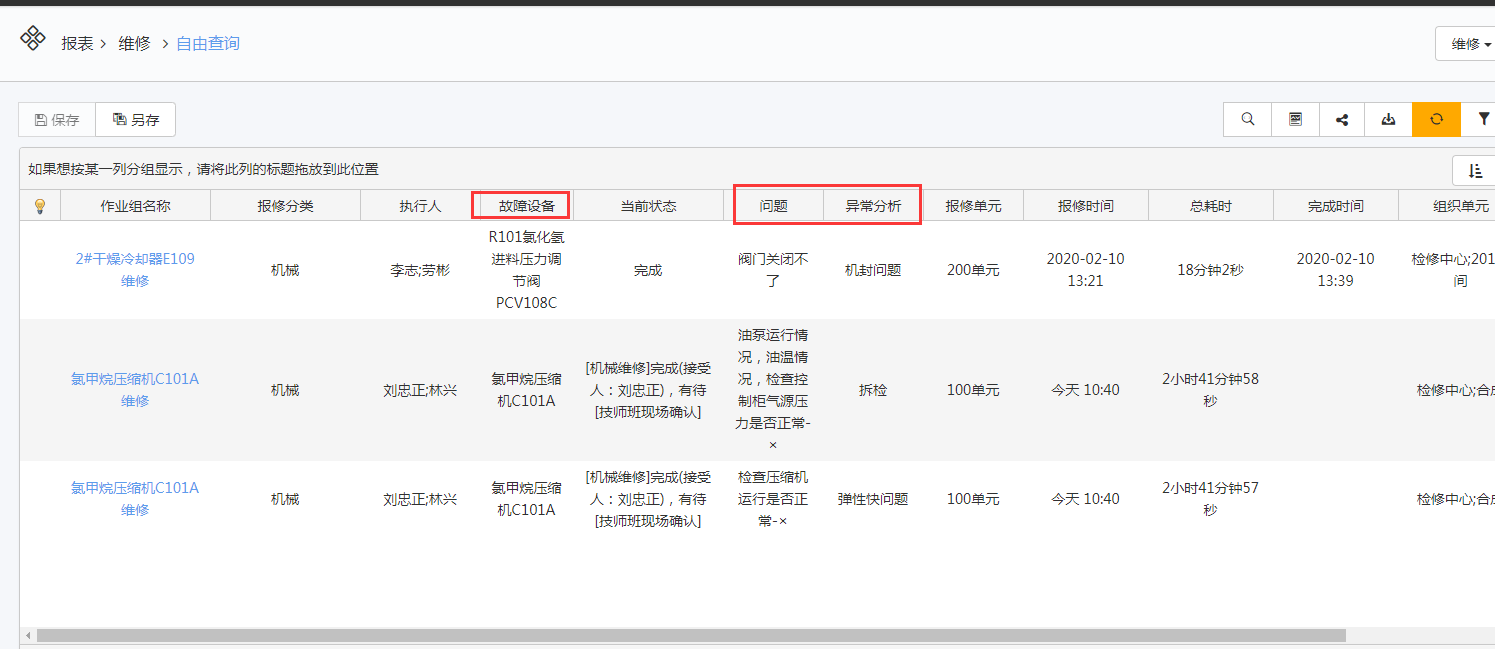 报表 > 维修 > 自由查询
维修
保存 另存
如果想按某一列分组显示，请将此列的标题拖放到此位置
作业组名称 报修分类 执行人 故障设备 当前状态 问题 异常分析 报修单元 报修时间 总耗时 完成时间 组织单元
2#干燥冷却器E109
维修
机械
李志;劳彬
R101氯化氢
进料压力调
节阀
PCV108C
完成
阀门关闭不
了
机封问题
200单元
2020-02-10
13:21
18分钟2秒
2020-02-10
13:39
检修中心;201
间
氯甲烷压缩机C101A
维修
机械
刘忠正;林兴
氯甲烷压缩
机C101A
[机械维修]完成(接受
人：刘忠正)，有待
[技师班现场确认]
油泵运行情
况，油温情
况，检查控
制柜气源压
力是否正常-
×
拆检
100单元
今天 10:40
2小时41分钟58
秒
检修中心;合成
氯甲烷压缩机C101A
维修
机械
刘忠正;林兴
氯甲烷压缩
机C101A
[机械维修]完成(接受
人：刘忠正)，有待
[技师班现场确认]
检查压缩机
运行是否正
常-×
弹性快问题
100单元
今天 10:40
2小时41分钟57
秒
检修中心;合成